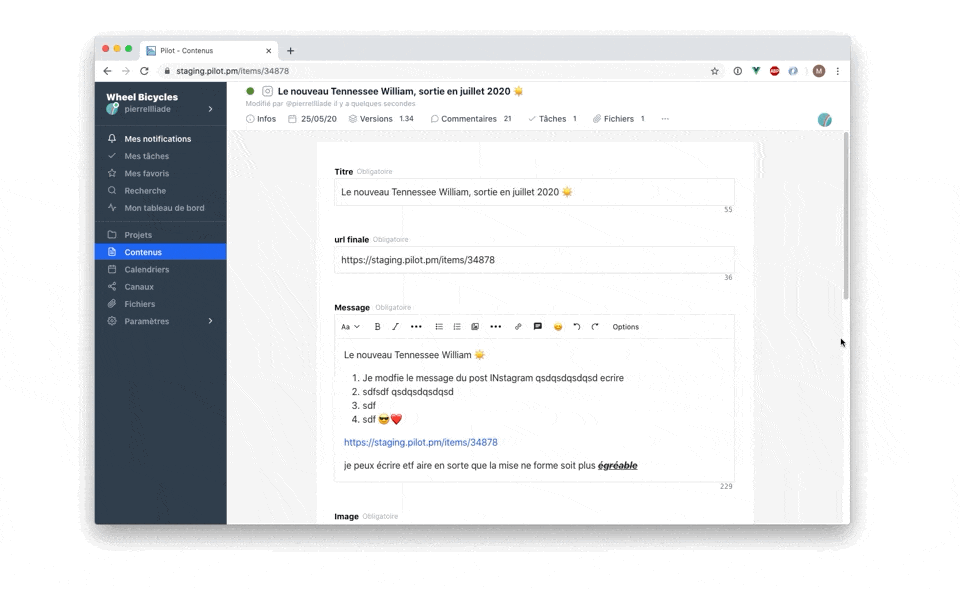 Pilot - Contenus
staging.pilot.pm/items/34878
M
Wheel Bicycles
pierrelliade
Mes notifications
Mes tâches
Mes favoris
Recherche
Mon tableau de bord
Projets
Contenus
Calendriers
Canaux
Fichiers
Paramètres
Le nouveau Tennessee William, sortie en juillet 2020 ☀️
Modifié par @pierrelliade il y a quelques secondes
Infos 25/05/20 Versions 1.34 Commentaires 21 Tâches 1 Fichiers 1 ···
Titre Obligatoire
Le nouveau Tennessee William, sortie en juillet 2020 ☀️
55
url finale Obligatoire
https://staging.pilot.pm/items/34878
36
Message Obligatoire
Aa B I ••• ••• Options
Le nouveau Tennessee William ☀️
1. Je modfie le message du post INstagram qsdqsdqsdqsd ecrire
2. sdfsdf qsdqsdqsdqsd
3. sdf
4. sdf 😎❤️
https://staging.pilot.pm/items/34878
je peux écrire etf aire en sorte que la mise ne forme soit plus égréable
229
Image Obligatoire